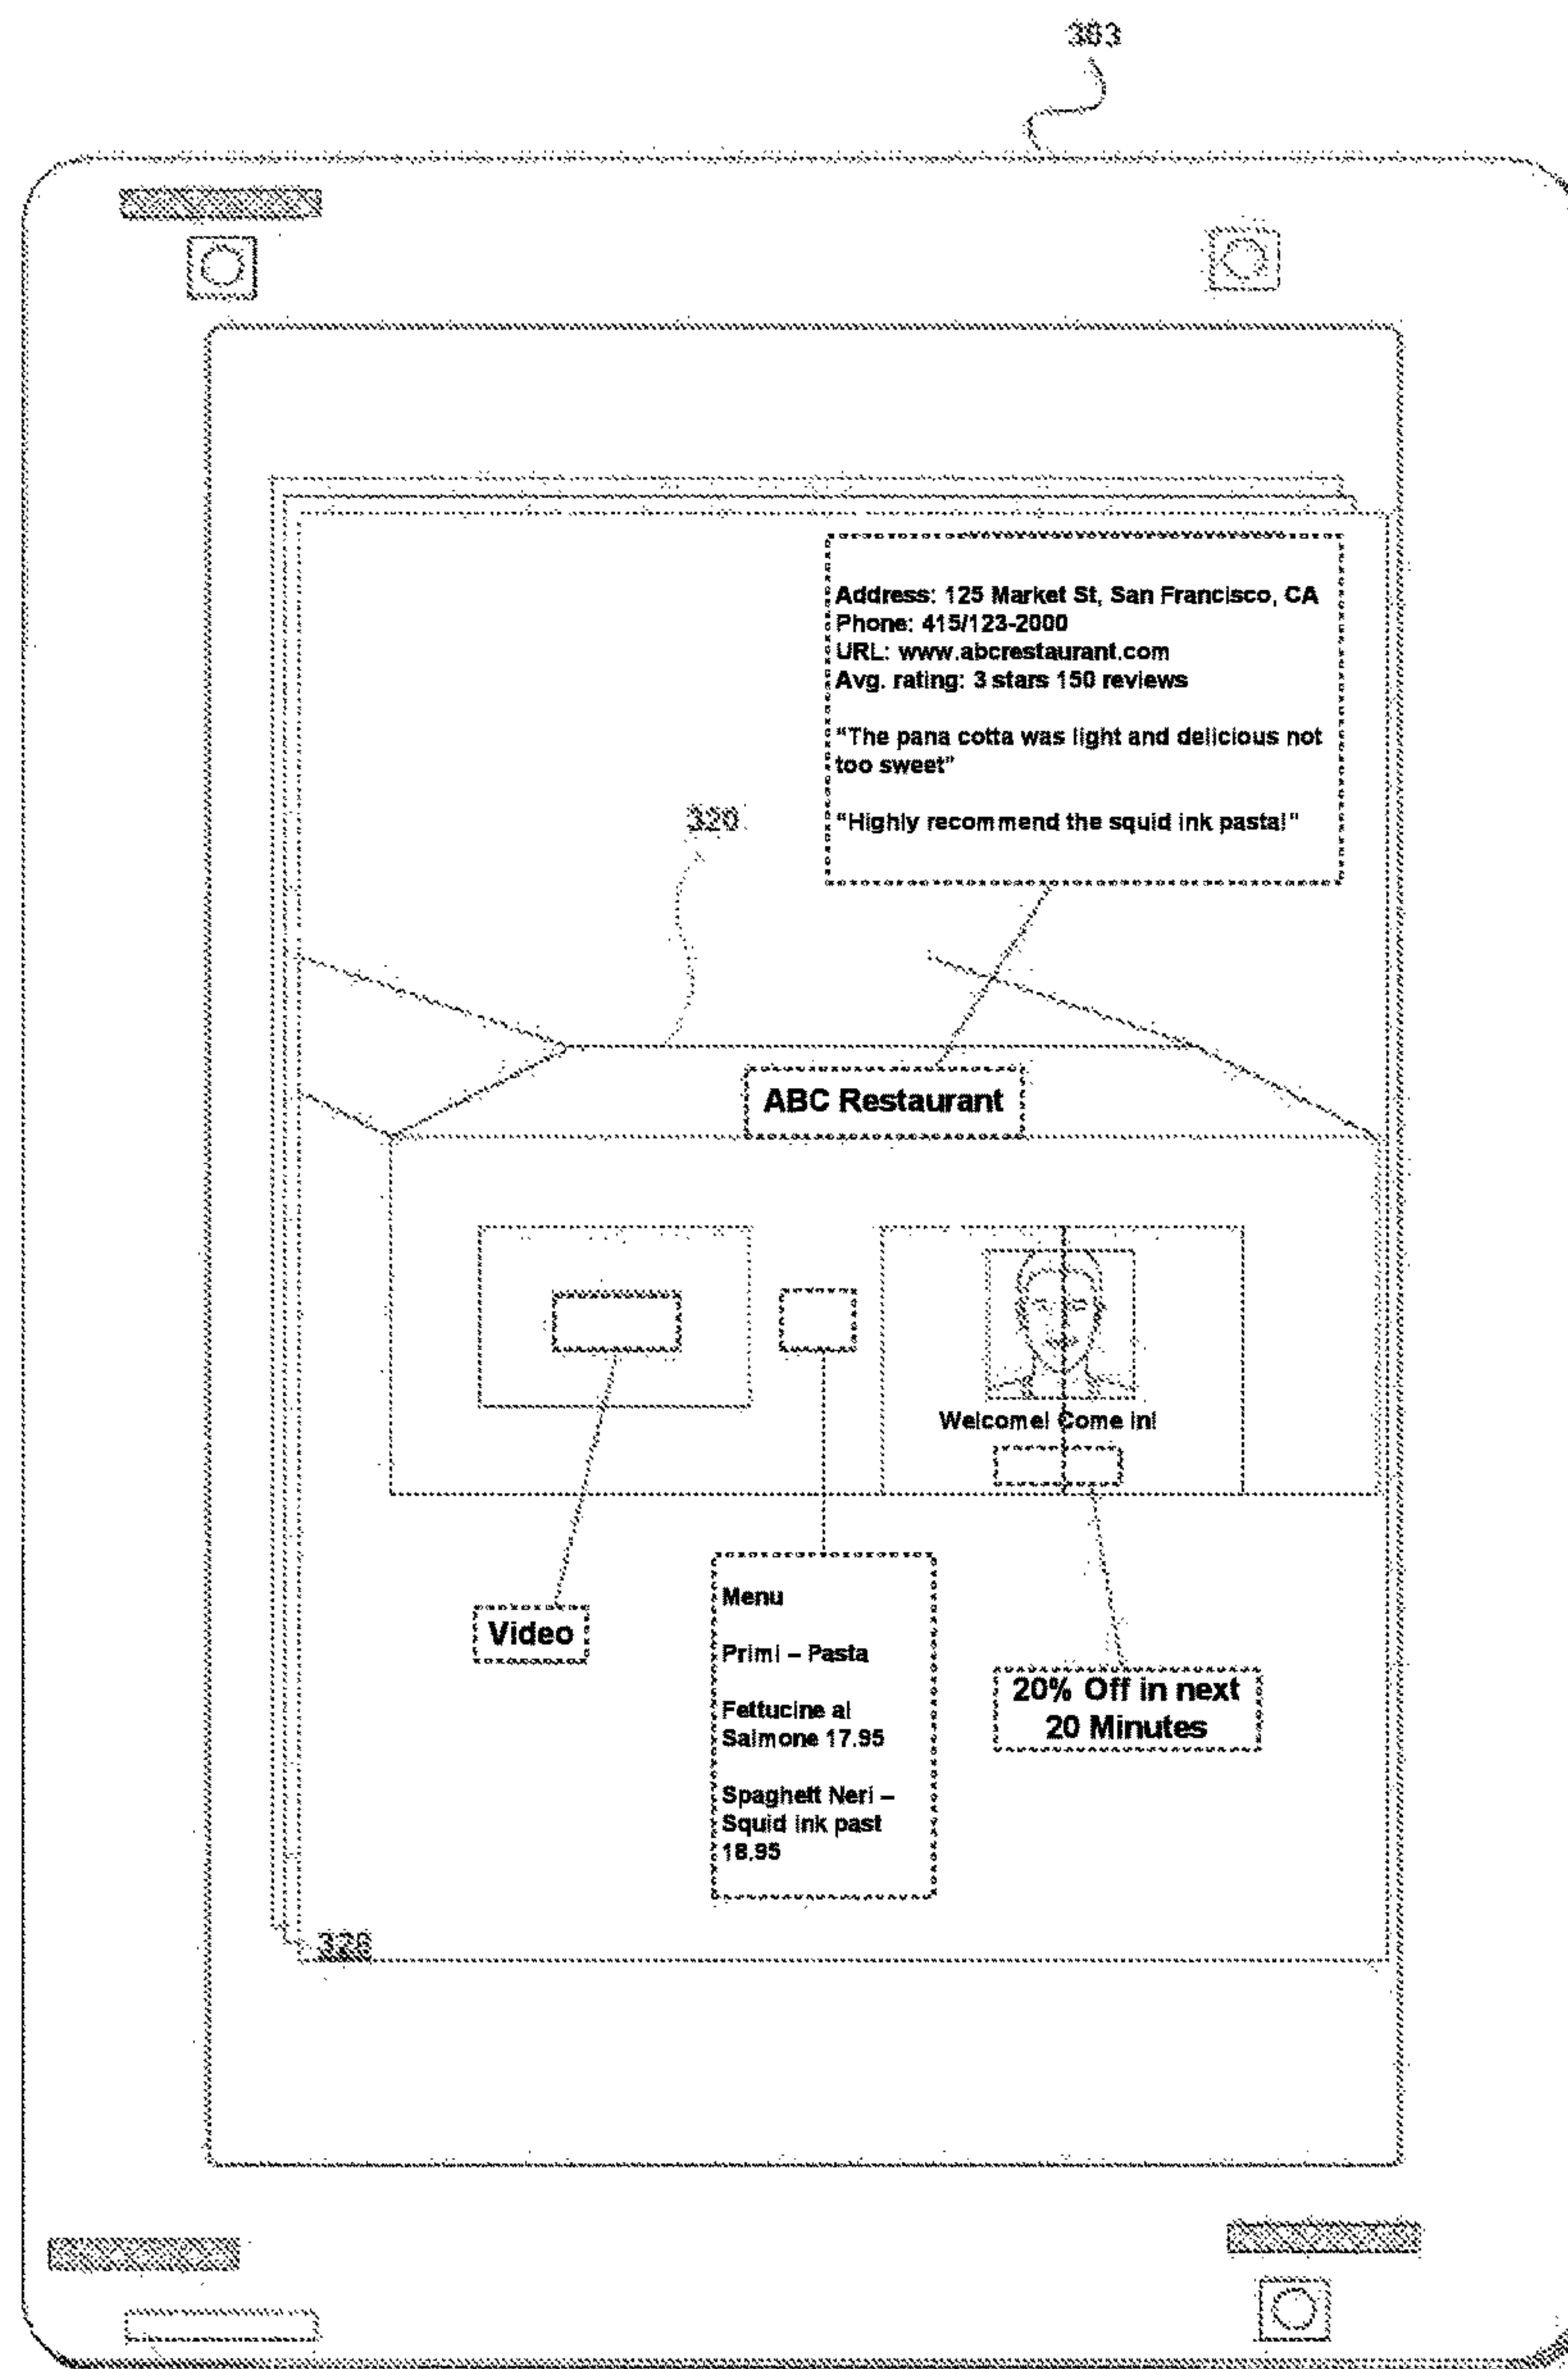 303
Address: 125 Market St, San Francisco, CA
Phone: 415/123-2000
URL: www.abcrestaurant.com
Avg. rating: 3 stars 150 reviews
“The pana cotta was light and delicious not
too sweet”
“Highly recommend the squid ink pasta!”
320
ABC Restaurant
Welcome! Come in!
Video
Menu
Primi – Pasta
Fettucine al
Salmone 17.95
Spaghett Neri –
Squid ink past
18.95
20% Off in next
20 Minutes
328